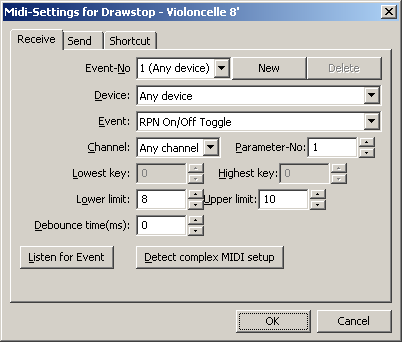 Midi-Settings for Drawstop - Violoncelle 8'
Receive Send Shortcut
Event-No 1 (Any device) New Delete
Device: Any device
Event: RPN On/Off Toggle
Channel: Any channel Parameter-No: 1
Lowest key: 0 Highest key: 0
Lower limit: 8 Upper limit: 10
Debounce time(ms): 0
Listen for Event Detect complex MIDI setup
OK Cancel